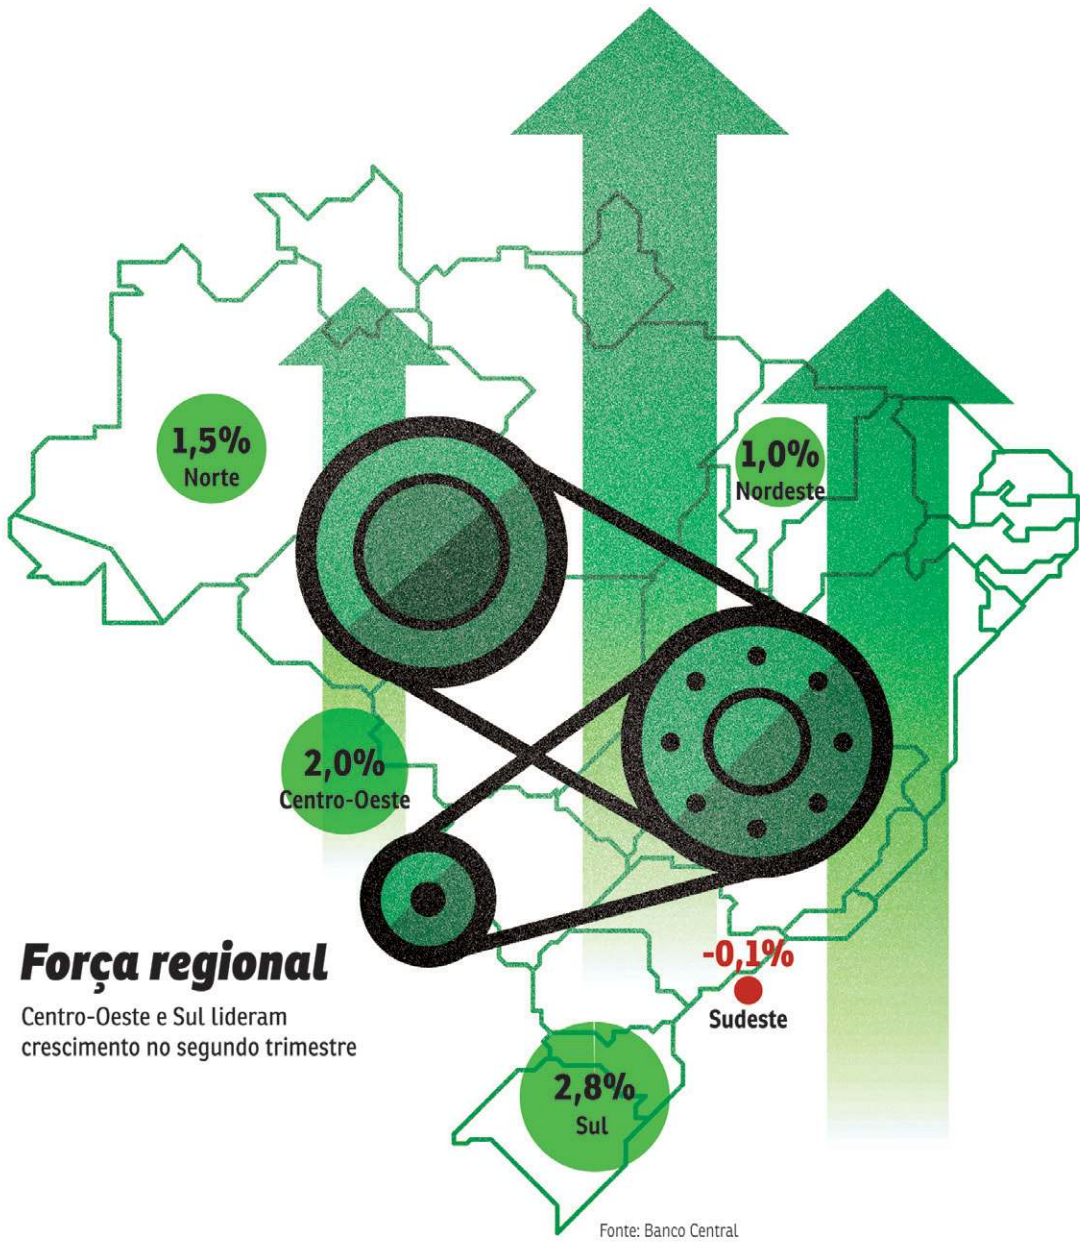 1,5%
Norte
1,0%
Nordeste
2,0%
Centro-Oeste
Força regional
Centro-Oeste e Sul lideram
crescimento no segundo trimestre
-0,1%
Sudeste
2,8%
Sul
Fonte: Banco Central